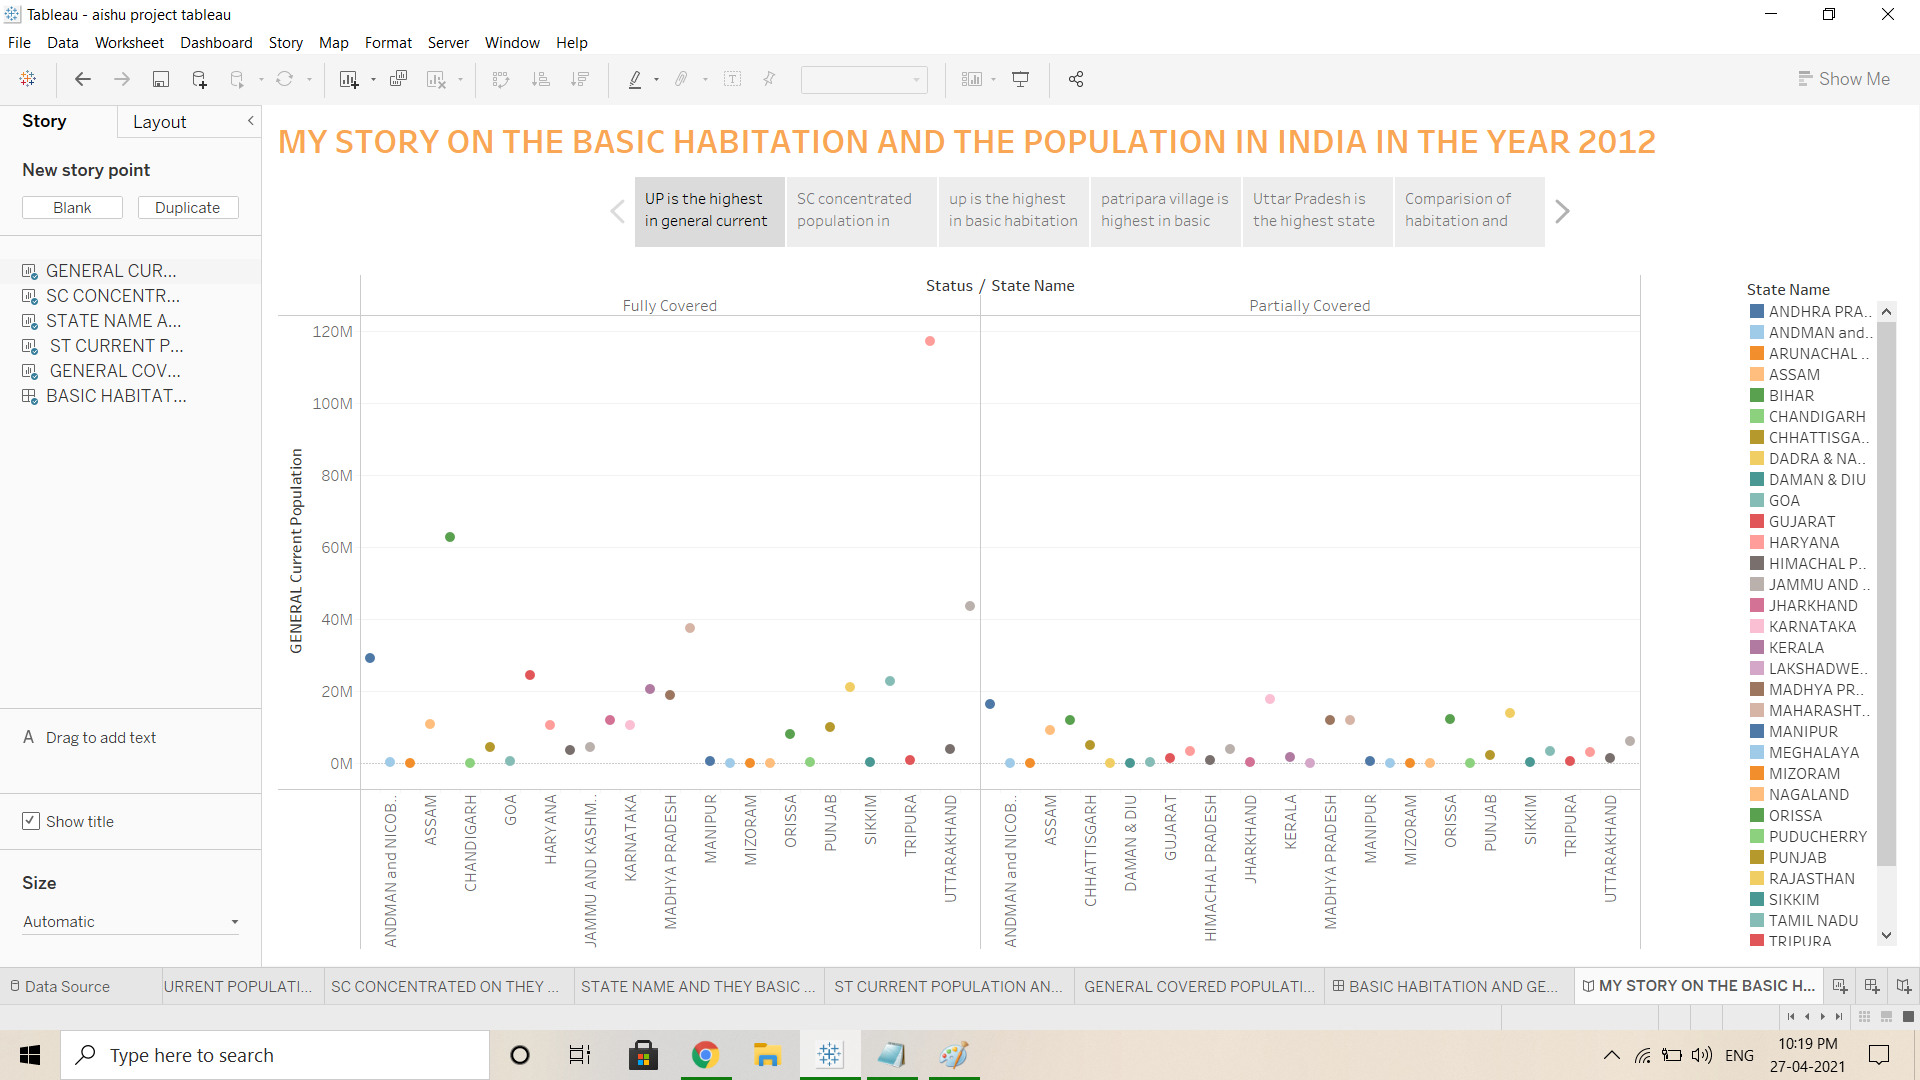 Tableau - aishu project tableau
File Data Worksheet Dashboard Story Map Format Server Window Help
Show Me
Story Layout
New story point
Blank Duplicate
GENERAL CUR...
SC CONCENTR...
STATE NAME A...
ST CURRENT P...
GENERAL COV...
BASIC HABITAT...
A Drag to add text
Show title
Size
Automatic
MY STORY ON THE BASIC HABITATION AND THE POPULATION IN INDIA IN THE YEAR 2012
UP is the highest
in general current
SC concentrated
population in
up is the highest
in basic habitation
patripara village is
highest in basic
Uttar Pradesh is
the highest state
Comparision of
habitation and
Status / State Name
Fully Covered
Partially Covered
GENERAL Current Population
120M
100M
80M
60M
40M
20M
0M
ANDMAN and NICOB..
ASSAM
CHANDIGARH
GOA
HARYANA
JAMMU AND KASHM..
KARNATAKA
MADHYA PRADESH
MANIPUR
MIZORAM
ORISSA
PUNJAB
SIKKIM
TRIPURA
UTTARAKHAND
ANDMAN and NICOB..
ASSAM
CHHATTISGARH
DAMAN & DIU
GUJARAT
HIMACHAL PRADESH
JHARKHAND
KERALA
MADHYA PRADESH
MANIPUR
MIZORAM
ORISSA
PUNJAB
SIKKIM
TRIPURA
UTTARAKHAND
State Name
ANDHRA PRA..
ANDMAN and..
ARUNACHAL ..
ASSAM
BIHAR
CHANDIGARH
CHHATTISGA..
DADRA & NA..
DAMAN & DIU
GOA
GUJARAT
HARYANA
HIMACHAL P..
JAMMU AND ..
JHARKHAND
KARNATAKA
KERALA
LAKSHADWE..
MADHYA PR..
MAHARASHT..
MANIPUR
MEGHALAYA
MIZORAM
NAGALAND
ORISSA
PUDUCHERRY
PUNJAB
RAJASTHAN
SIKKIM
TAMIL NADU
TRIPURA
Data Source
URRENT POPULATI...
SC CONCENTRATED ON THEY ...
STATE NAME AND THEY BASIC ...
ST CURRENT POPULATION AN...
GENERAL COVERED POPULATI...
BASIC HABITATION AND GE...
MY STORY ON THE BASIC H...
Type here to search
ENG
10:19 PM
27-04-2021